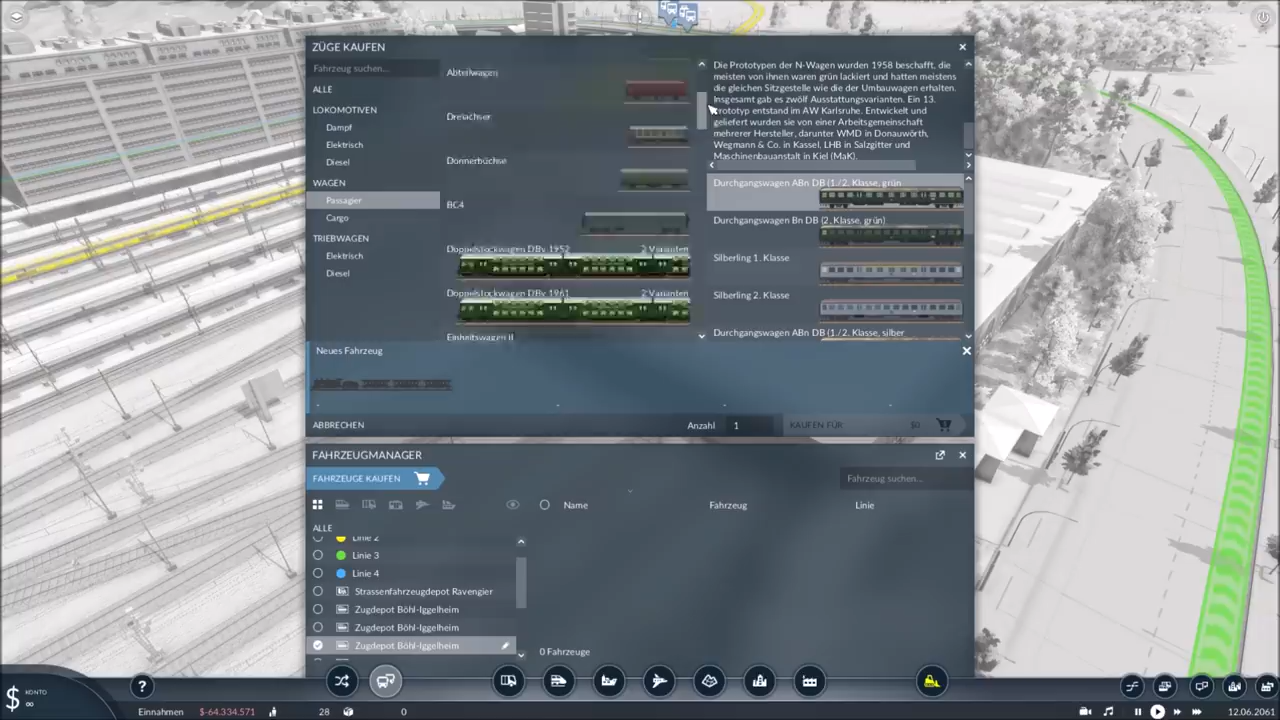 ZÜGE KAUFEN
Fahrzeug suchen...
ALLE
LOKOMOTIVEN
Dampf
Elektrisch
Diesel
WAGEN
Passagier
Cargo
TRIEBWAGEN
Elektrisch
Diesel
Abteilwagen
Dreiachser
Donnerbüchse
BC4
Doppelstockwagen DBv 1952 2 Varianten
Doppelstockwagen DBv 1961 2 Varianten
Einheitswagen II
Die Prototypen der N-Wagen wurden 1958 beschafft, die
meisten von ihnen waren grün lackiert und hatten meistens
die gleichen Sitzgestelle wie die der Umbauwagen erhalten.
Insgesamt gab es zwölf Ausstattungsvarianten. Ein 13.
Prototyp entstand im AW Karlsruhe. Entwickelt und
geliefert wurden sie von einer Arbeitsgemeinschaft
mehrerer Hersteller, darunter WMD in Donauwörth,
Wegmann & Co. in Kassel, LHB in Salzgitter und
Maschinenbauanstalt in Kiel (MaK).
Durchgangswagen ABn DB (1./2. Klasse, grün
Durchgangswagen Bn DB (2. Klasse, grün)
Silberling 1. Klasse
Silberling 2. Klasse
Durchgangswagen ABn DB (1./2. Klasse, silber
Neues Fahrzeug
- - - -
ABBRECHEN
Anzahl 1
KAUFEN FÜR $0
FAHRZEUGMANAGER
FAHRZEUGE KAUFEN
Fahrzeug suchen...
Name Fahrzeug Linie
ALLE
Linie 2
Linie 3
Linie 4
Strassenfahrzeugdepot Ravengier
Zugdepot Böhl-Iggelheim
Zugdepot Böhl-Iggelheim
Zugdepot Böhl-Iggelheim
0 Fahrzeuge
$ KONTO
∞
?
?
Einnahmen $-64.334.571 28 0
12.06.2061